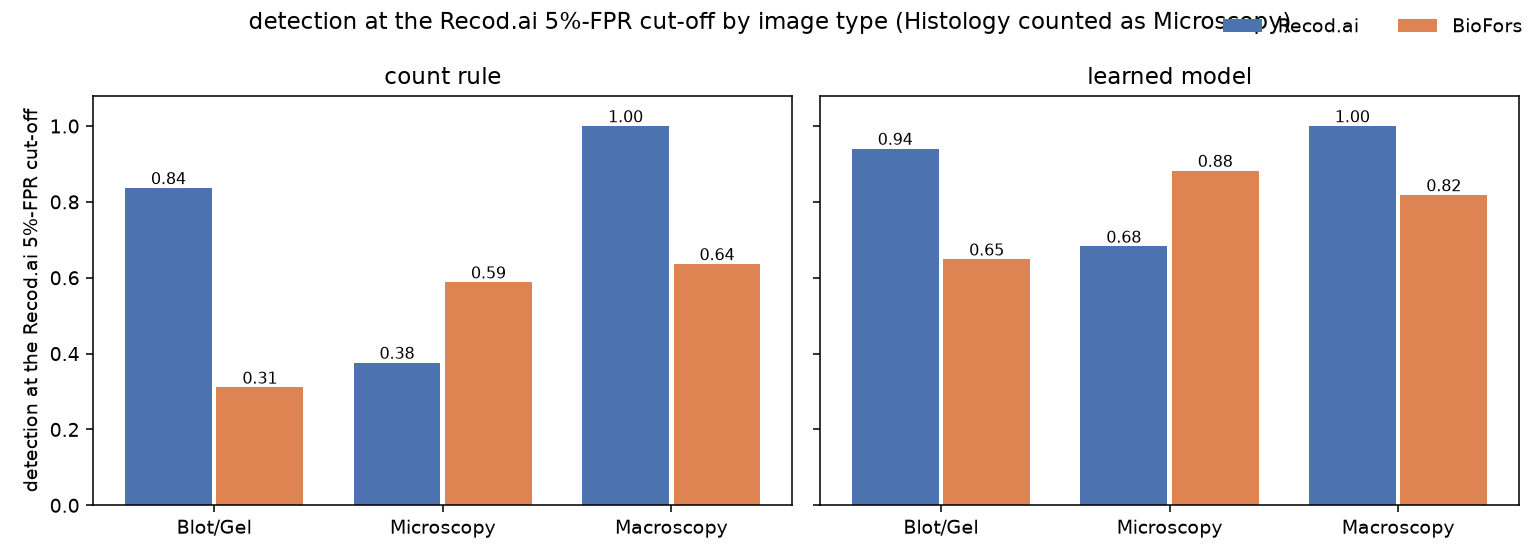 detection at the Recod.ai 5%-FPR cut-off by image type (Histology counted as Microscopy)
Recod.ai
BioFors
count rule
learned model
detection at the Recod.ai 5%-FPR cut-off
1.0
0.8
0.6
0.4
0.2
0.0
0.84
0.31
0.38
0.59
1.00
0.64
0.94
0.65
0.68
0.88
1.00
0.82
Blot/Gel
Microscopy
Macroscopy
Blot/Gel
Microscopy
Macroscopy